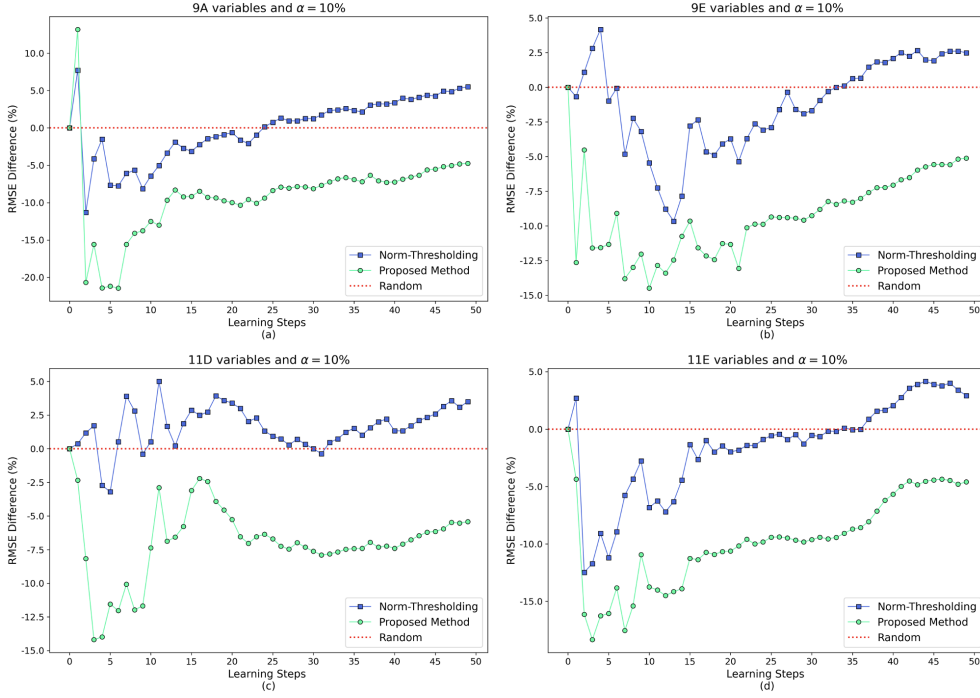 9A variables and α = 10%
RMSE Difference (%)
10.0
5.0
0.0
-5.0
-10.0
-15.0
-20.0
Norm-Thresholding
Proposed Method
Random
0 5 10 15 20 25 30 35 40 45 50
Learning Steps
(a)
9E variables and α = 10%
RMSE Difference (%)
5.0
2.5
0.0
-2.5
-5.0
-7.5
-10.0
-12.5
-15.0
Norm-Thresholding
Proposed Method
Random
0 5 10 15 20 25 30 35 40 45 50
Learning Steps
(b)
11D variables and α = 10%
RMSE Difference (%)
5.0
2.5
0.0
-2.5
-5.0
-7.5
-10.0
-12.5
-15.0
Norm-Thresholding
Proposed Method
Random
0 5 10 15 20 25 30 35 40 45 50
Learning Steps
(c)
11E variables and α = 10%
RMSE Difference (%)
5.0
0.0
-5.0
-10.0
-15.0
Norm-Thresholding
Proposed Method
Random
0 5 10 15 20 25 30 35 40 45 50
Learning Steps
(d)